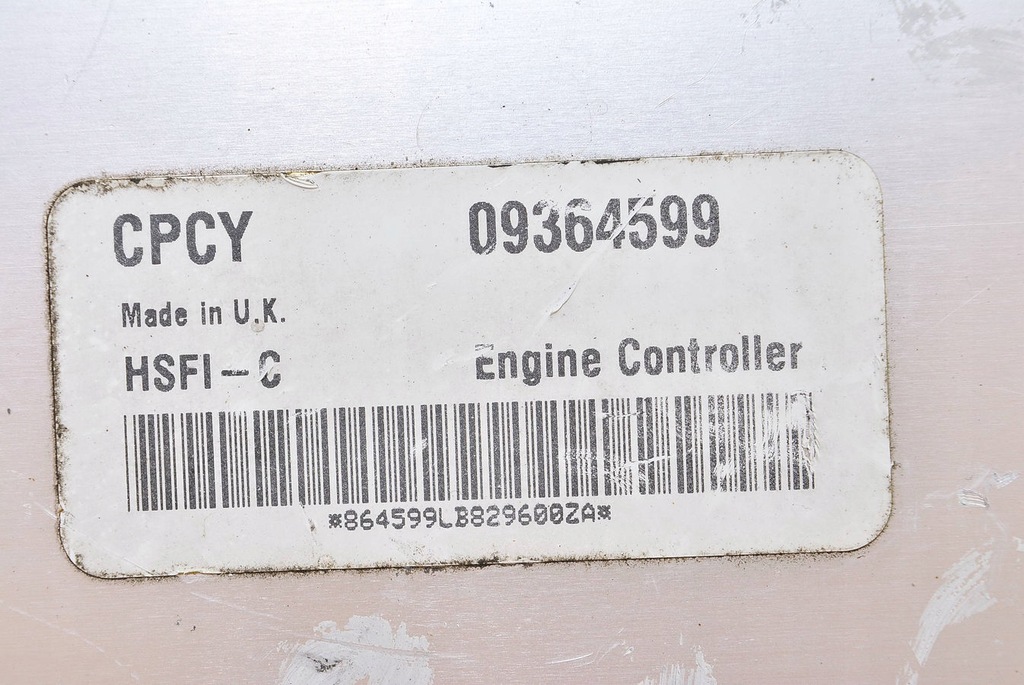 CPCY 09364599
Made in U.K.
HSFI-C Engine Controller
*864599LB829600ZA*